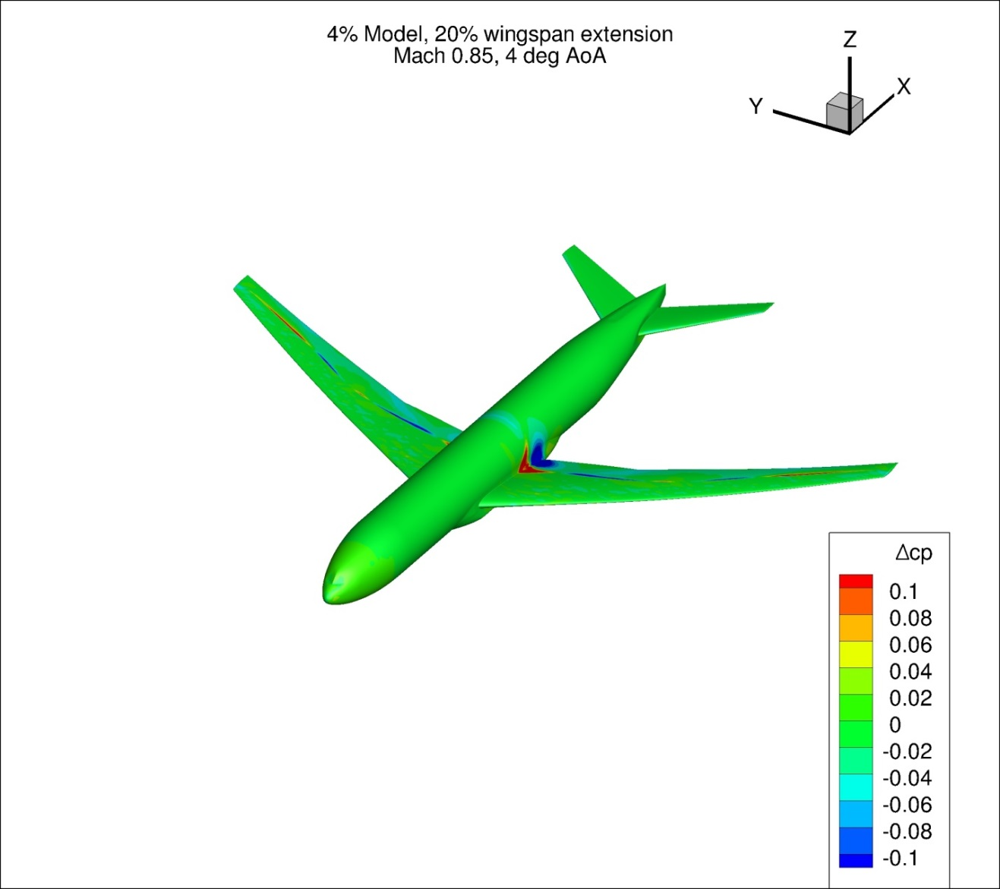 4% Model, 20% wingspan extension
Mach 0.85, 4 deg AoA
Z
X
Y
Δcp
0.1
0.08
0.06
0.04
0.02
0
-0.02
-0.04
-0.06
-0.08
-0.1